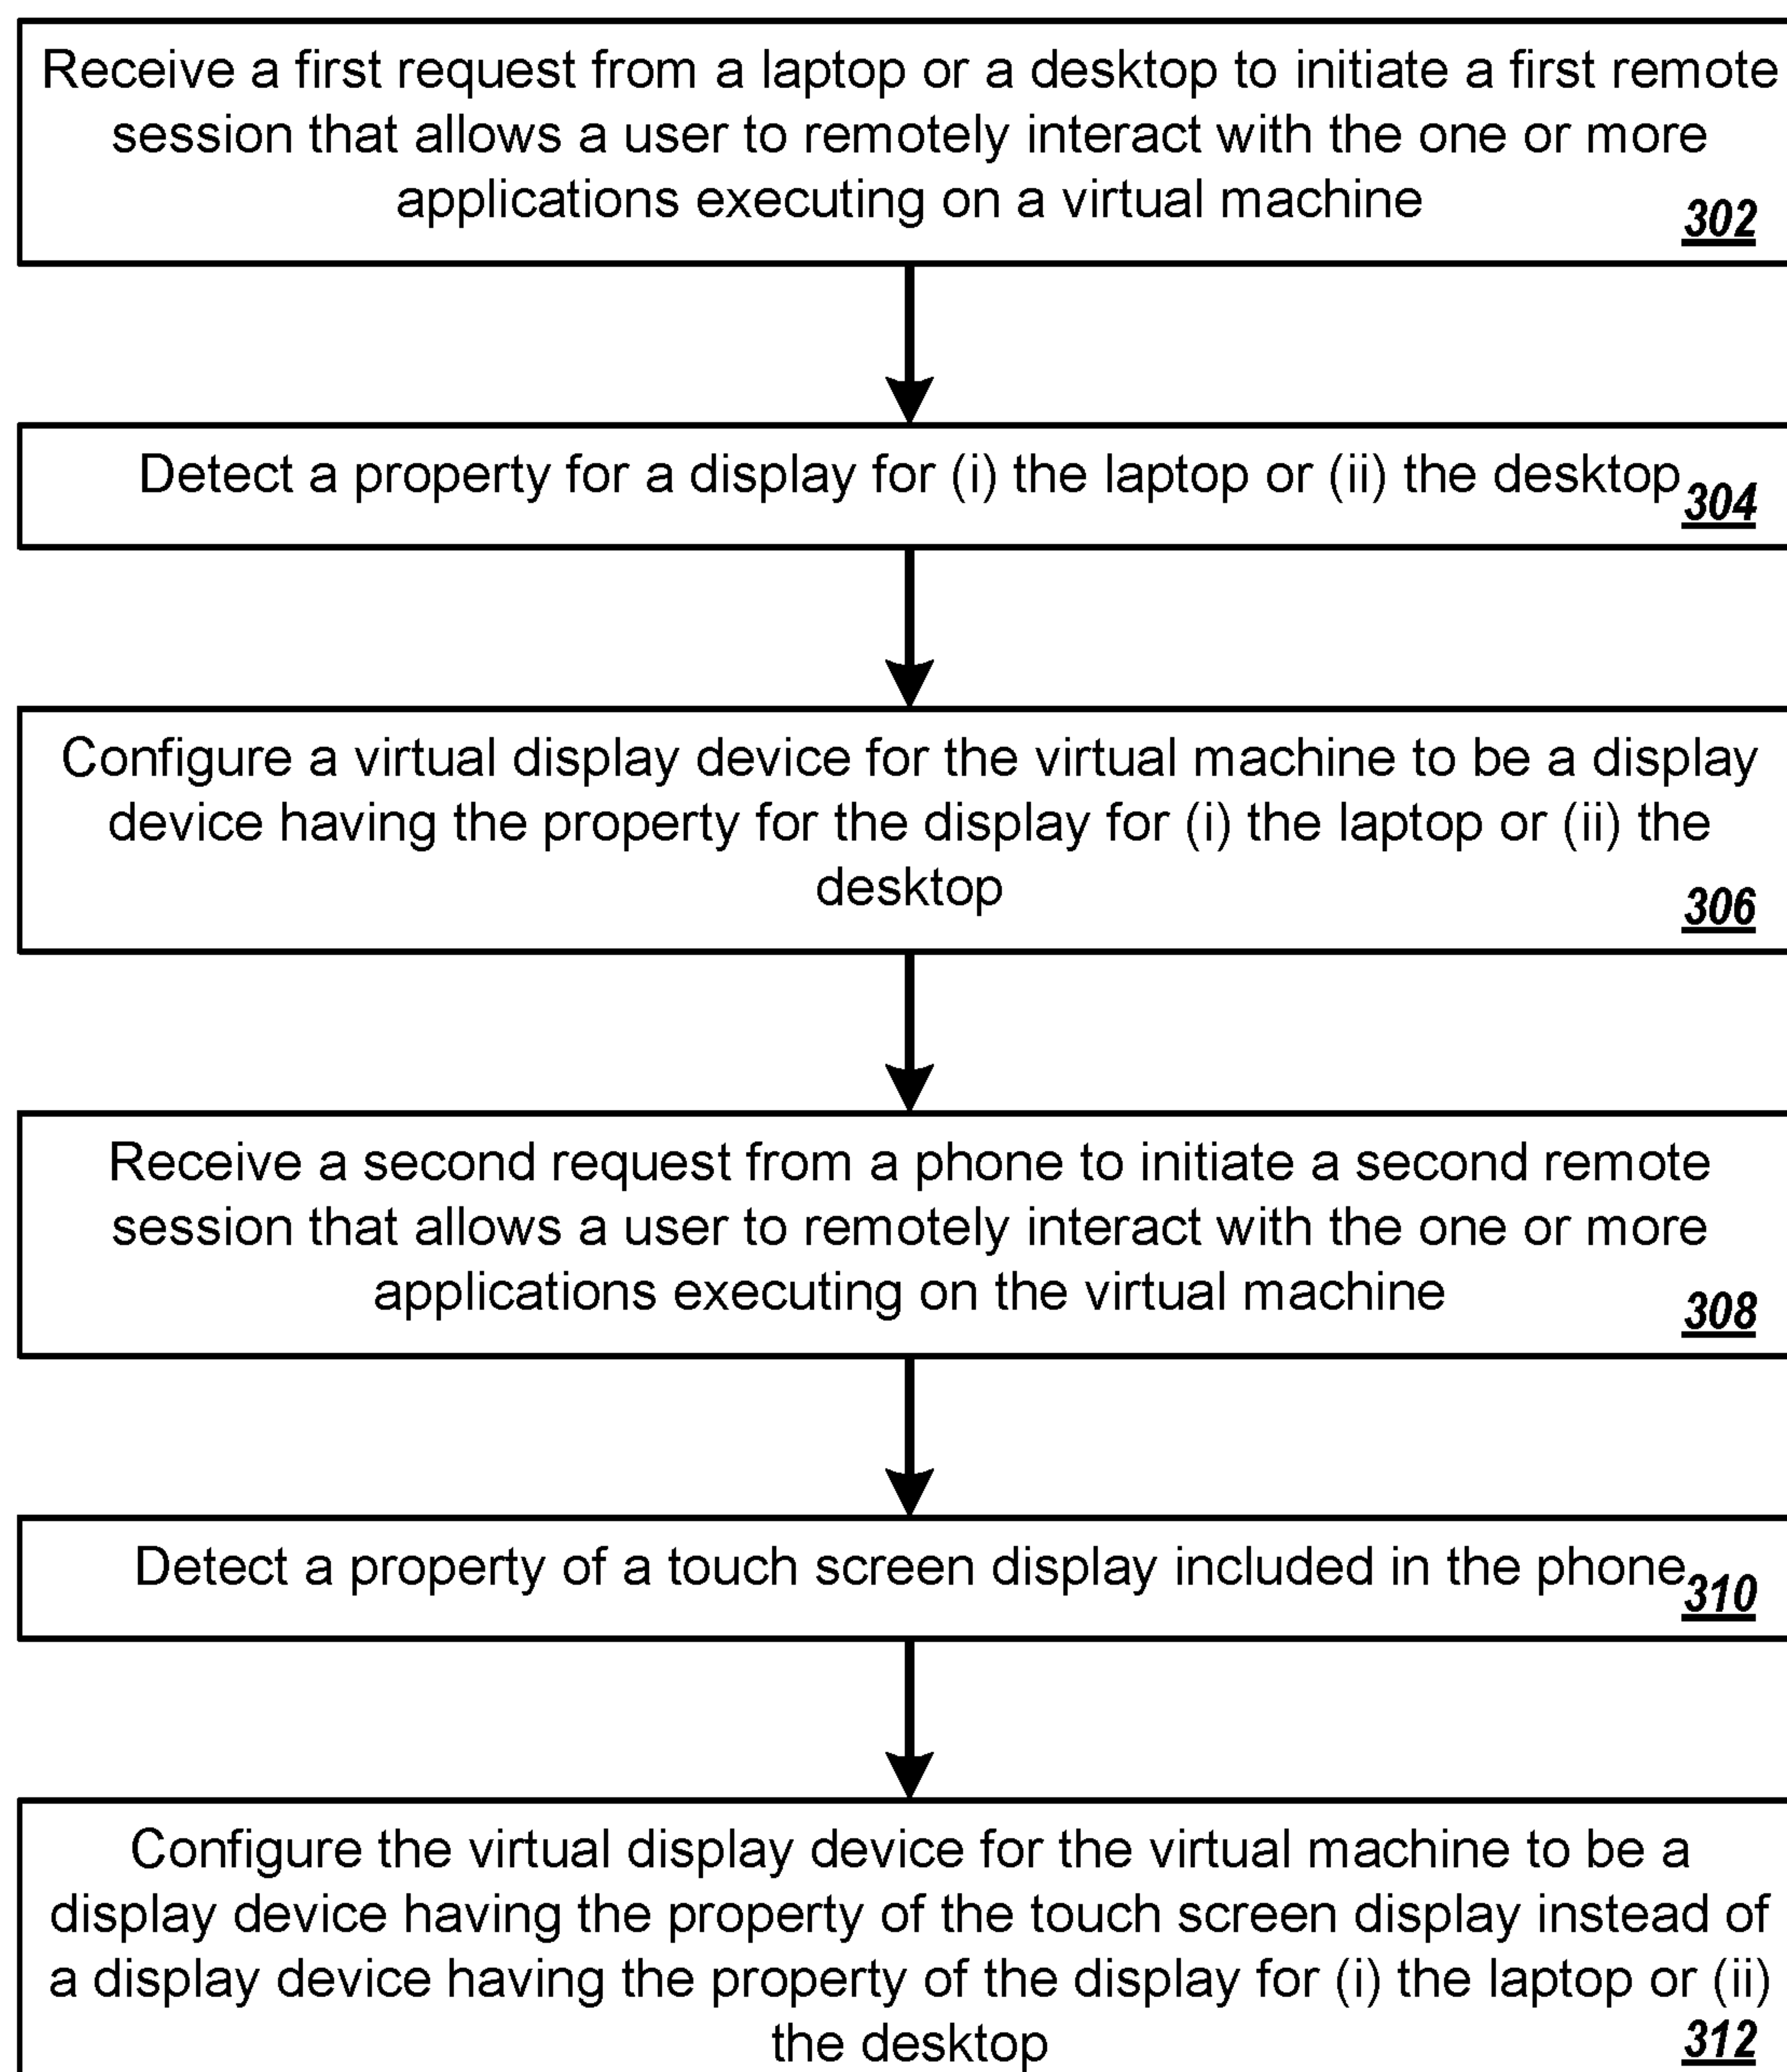 Receive a first request from a laptop or a desktop to initiate a first remote
session that allows a user to remotely interact with the one or more
applications executing on a virtual machine
302
Detect a property for a display for (i) the laptop or (ii) the desktop
304
Configure a virtual display device for the virtual machine to be a display
device having the property for the display for (i) the laptop or (ii) the
desktop
306
Receive a second request from a phone to initiate a second remote
session that allows a user to remotely interact with the one or more
applications executing on the virtual machine
308
Detect a property of a touch screen display included in the phone
310
Configure the virtual display device for the virtual machine to be a
display device having the property of the touch screen display instead of
a display device having the property of the display for (i) the laptop or (ii)
the desktop
312